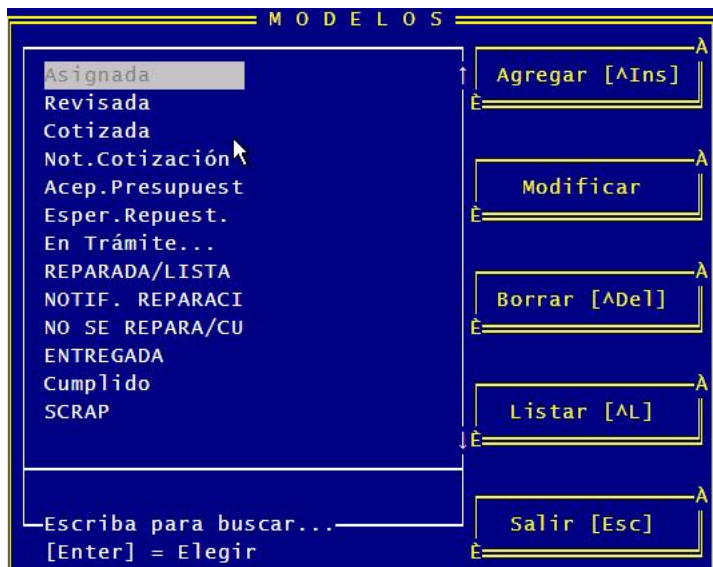 M O D E L O S
Asignada
Revisada
Cotizada
Not.Cotización
Acep.Presupuest
Esper.Repuest.
En Trámite...
REPARADA/LISTA
NOTIF. REPARACI
NO SE REPARA/CU
ENTREGADA
Cumplido
SCRAP
Escriba para buscar...
[Enter] = Elegir
À
Agregar [^Ins]
È
À
Modificar
È
À
Borrar [^Del]
È
À
Listar [^L]
È
À
Salir [Esc]
È